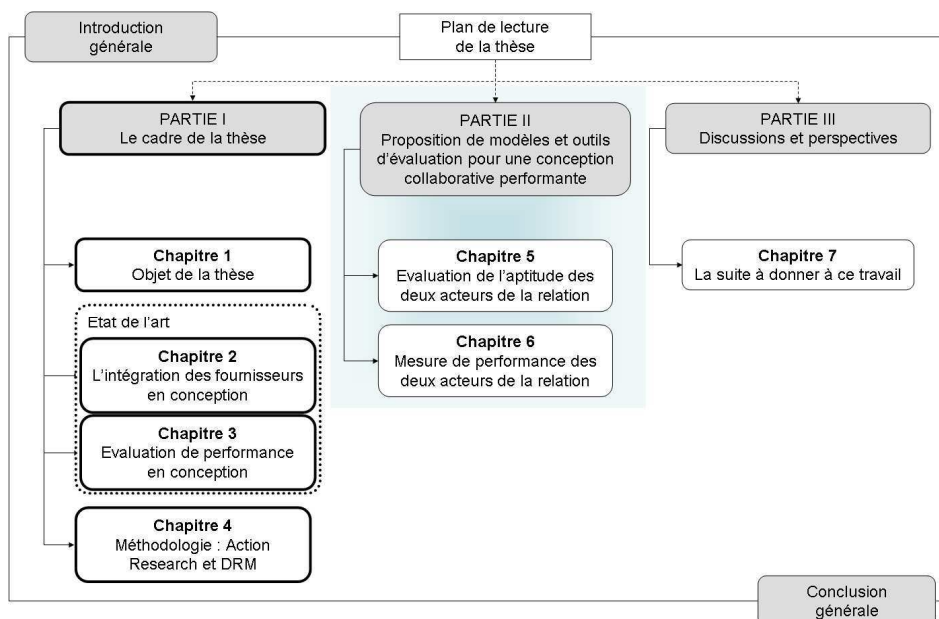 Introduction
générale
Plan de lecture
de la thèse
PARTIE I
Le cadre de la thèse
Chapitre 1
Objet de la thèse
Etat de l'art
Chapitre 2
L'intégration des fournisseurs
en conception
Chapitre 3
Evaluation de performance
en conception
Chapitre 4
Méthodologie : Action
Research et DRM
PARTIE II
Proposition de modèles et outils
d'évaluation pour une conception
collaborative performante
Chapitre 5
Evaluation de l'aptitude des
deux acteurs de la relation
Chapitre 6
Mesure de performance des
deux acteurs de la relation
PARTIE III
Discussions et perspectives
Chapitre 7
La suite à donner à ce travail
Conclusion
générale